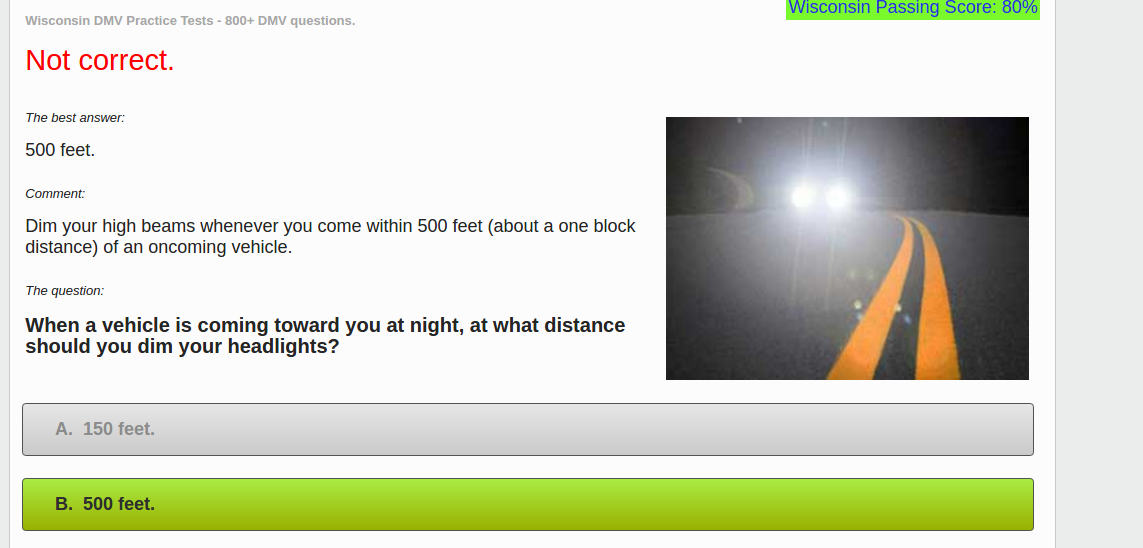 Wisconsin Passing Score: 80%
Wisconsin DMV Practice Tests - 800+ DMV questions.
Not correct.
The best answer:
500 feet.
Comment:
Dim your high beams whenever you come within 500 feet (about a one block
distance) of an oncoming vehicle.
The question:
When a vehicle is coming toward you at night, at what distance
should you dim your headlights?
A. 150 feet.
B. 500 feet.